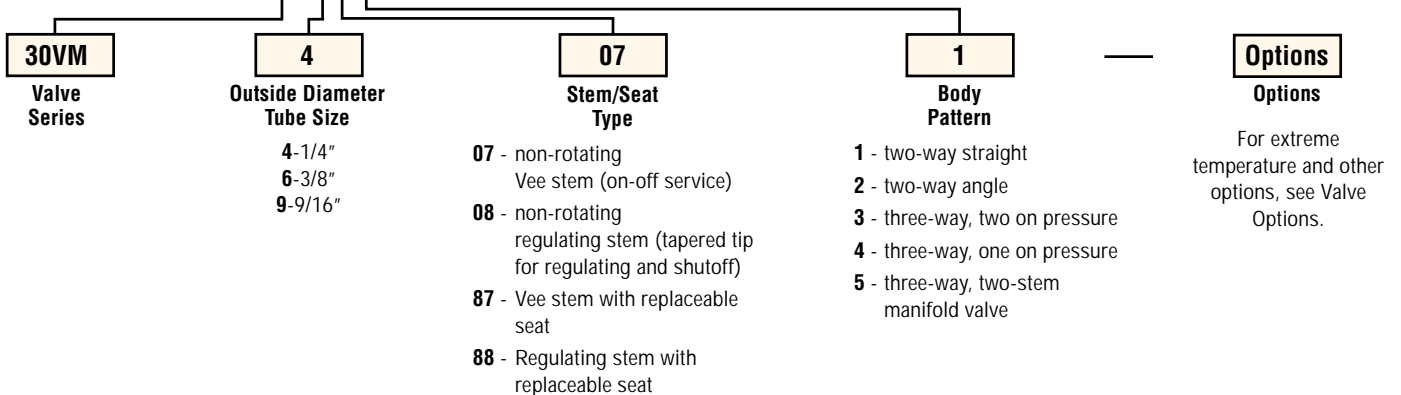 30VM
Valve
Series
4
Outside Diameter
Tube Size
4-1/4"
6-3/8"
9-9/16"
07
Stem/Seat
Type
07 - non-rotating
Vee stem (on-off service)
08 - non-rotating
regulating stem (tapered tip
for regulating and shutoff)
87 - Vee stem with replaceable
seat
88 - Regulating stem with
replaceable seat
1
Body
Pattern
1 - two-way straight
2 - two-way angle
3 - three-way, two on pressure
4 - three-way, one on pressure
5 - three-way, two-stem
manifold valve
—
Options
Options
For extreme
temperature and other
options, see Valve
Options.